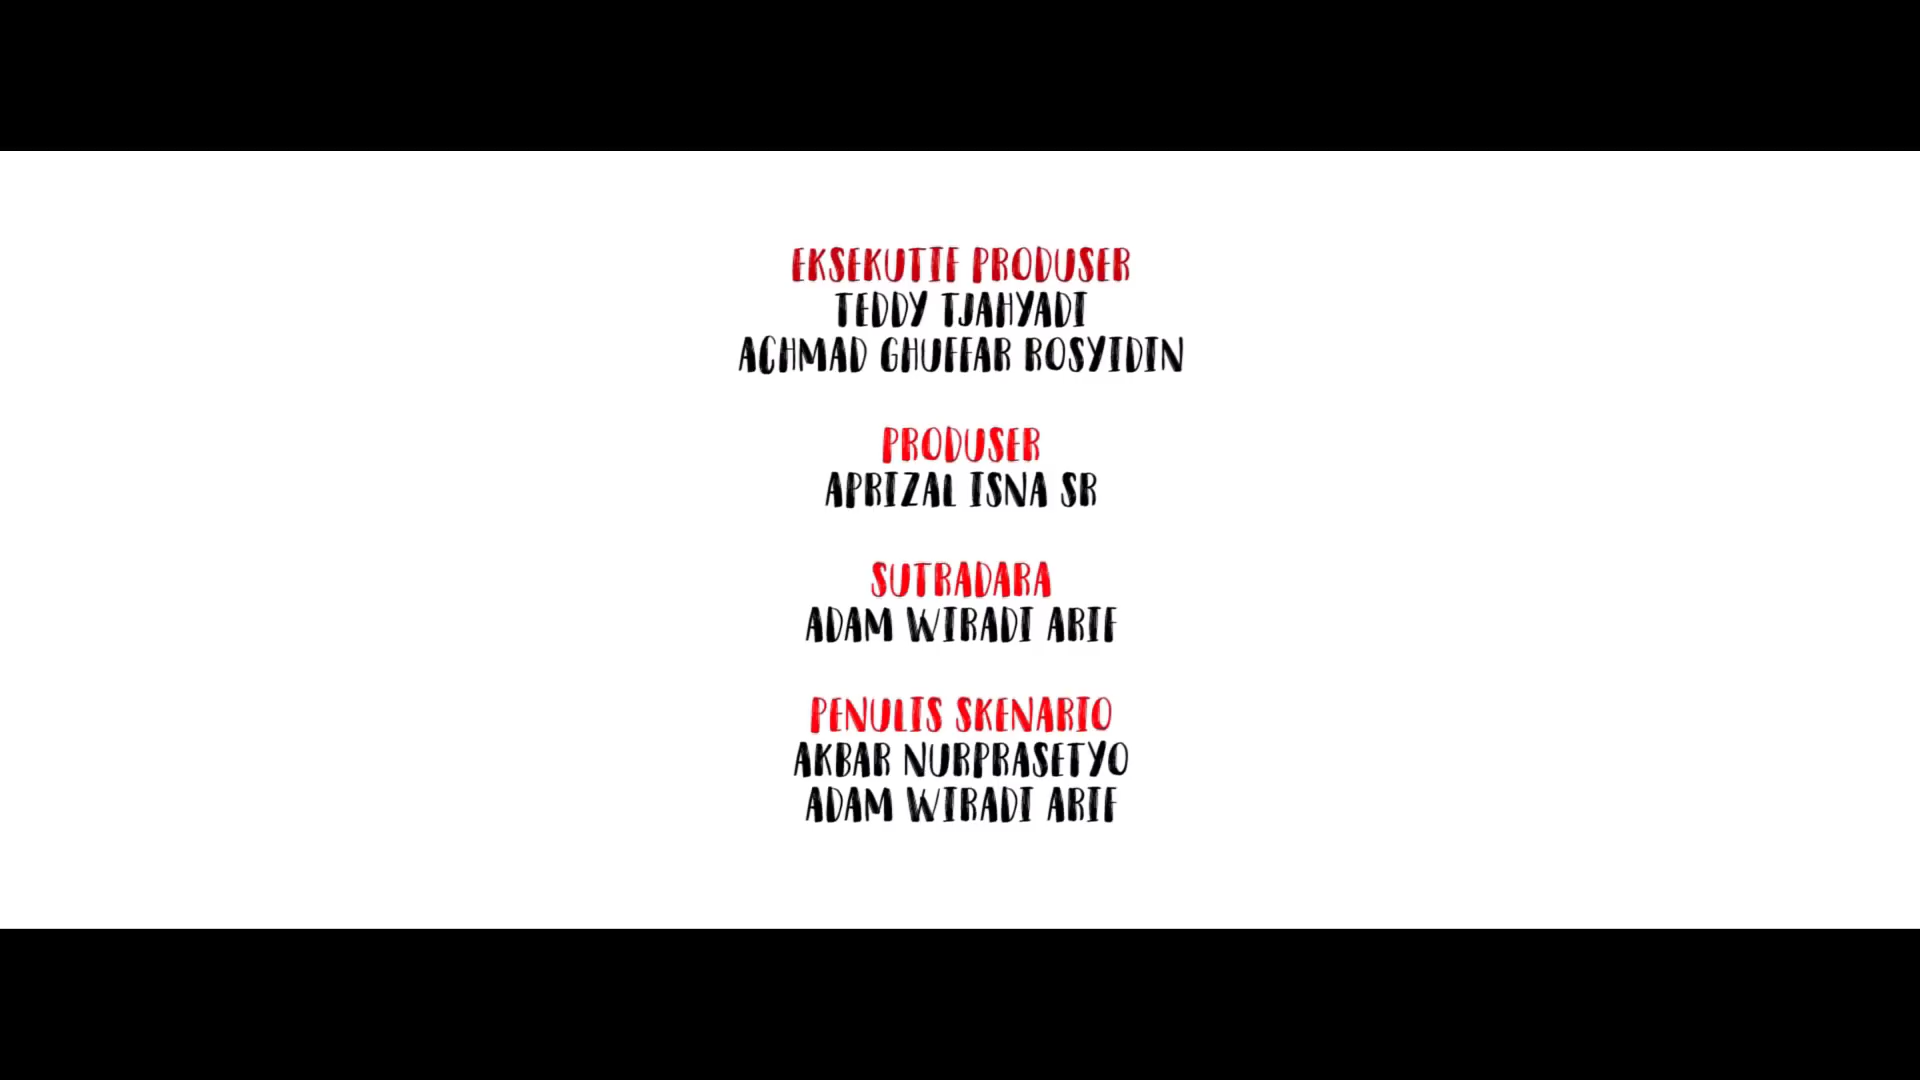 EKSEKUTIF PRODUSER
TEDDY TJAHYADI
ACHMAD GHUFFAR ROSYIDIN
PRODUSER
APRIZAL ISNA SR
SUTRADARA
ADAM WIRADI ARIF
PENULIS SKENARIO
AKBAR NURPRASETYO
ADAM WIRADI ARIF